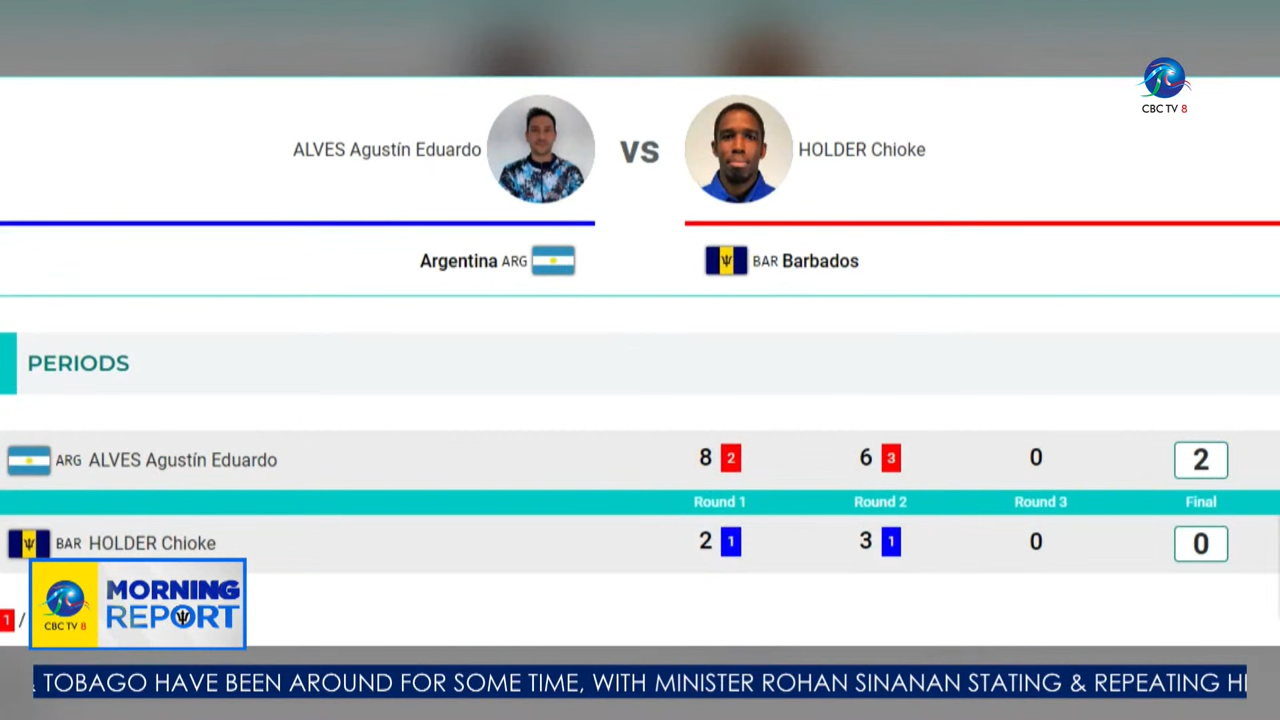 CBC TV 8
ALVES Agustín Eduardo VS HOLDER Chioke
Argentina ARG BAR Barbados
PERIODS
ARG ALVES Agustín Eduardo 8 2 6 3 0 2
Round 1 Round 2 Round 3 Final
BAR HOLDER Chioke 2 1 3 1 0 0
1 /
CBC TV 8 MORNING REPORT
TOBAGO HAVE BEEN AROUND FOR SOME TIME, WITH MINISTER ROHAN SINANAN STATING & REPEATING